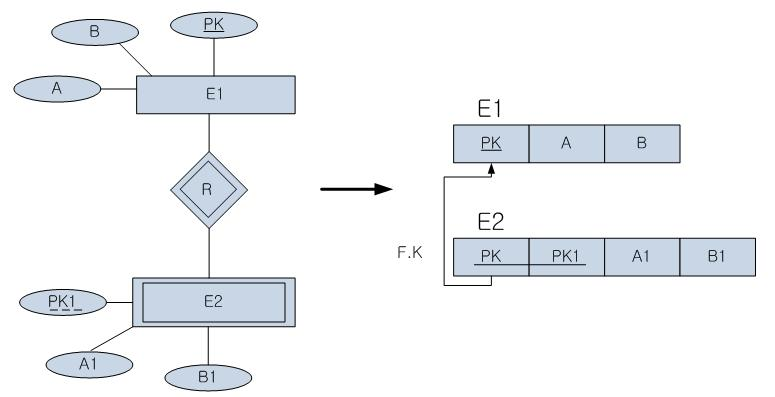 B
PK
A
E1
R
E2
PK1
A1
B1
E1
PK A B
E2
F.K
PK PK1 A1 B1